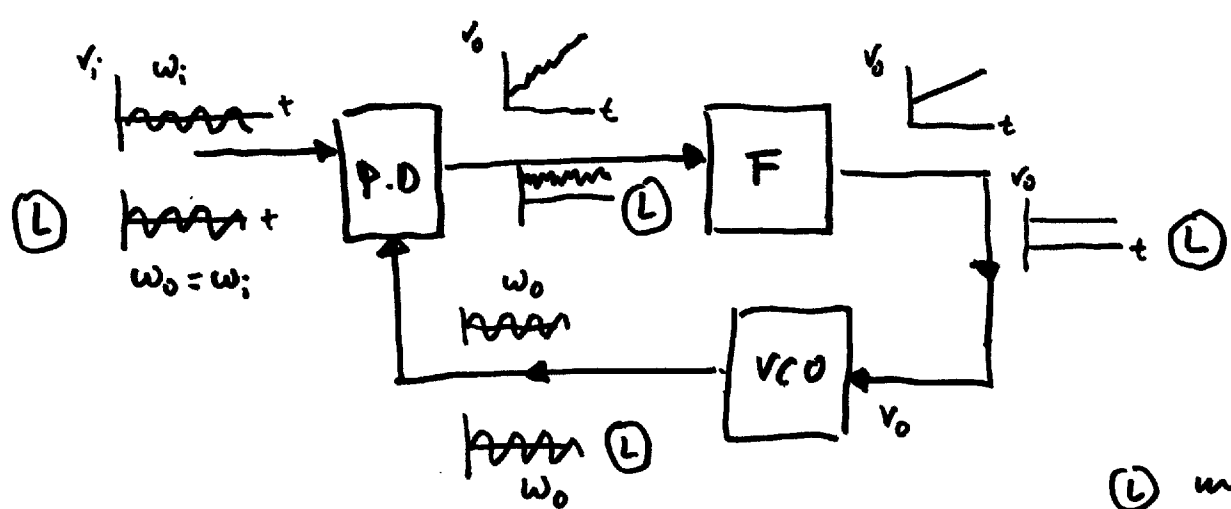 vᵢ
ωᵢ
t
v₀
t
v₀
t
P.D
F
L
t
ω₀ = ωᵢ
L
v₀
t
L
ω₀
VCO
v₀
L
ω₀
L